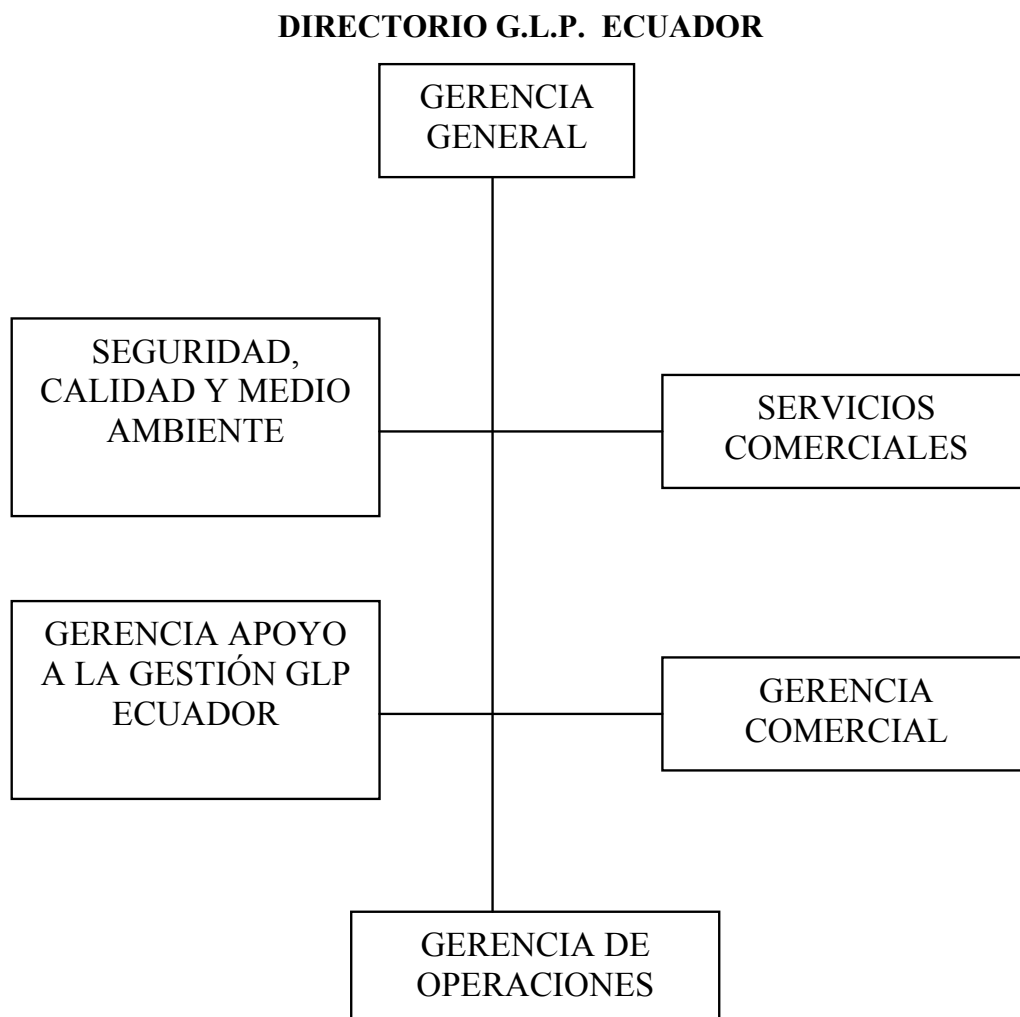 DIRECTORIO G.L.P. ECUADOR
GERENCIA
GENERAL
SEGURIDAD,
CALIDAD Y MEDIO
AMBIENTE
SERVICIOS
COMERCIALES
GERENCIA APOYO
A LA GESTIÓN GLP
ECUADOR
GERENCIA
COMERCIAL
GERENCIA DE
OPERACIONES